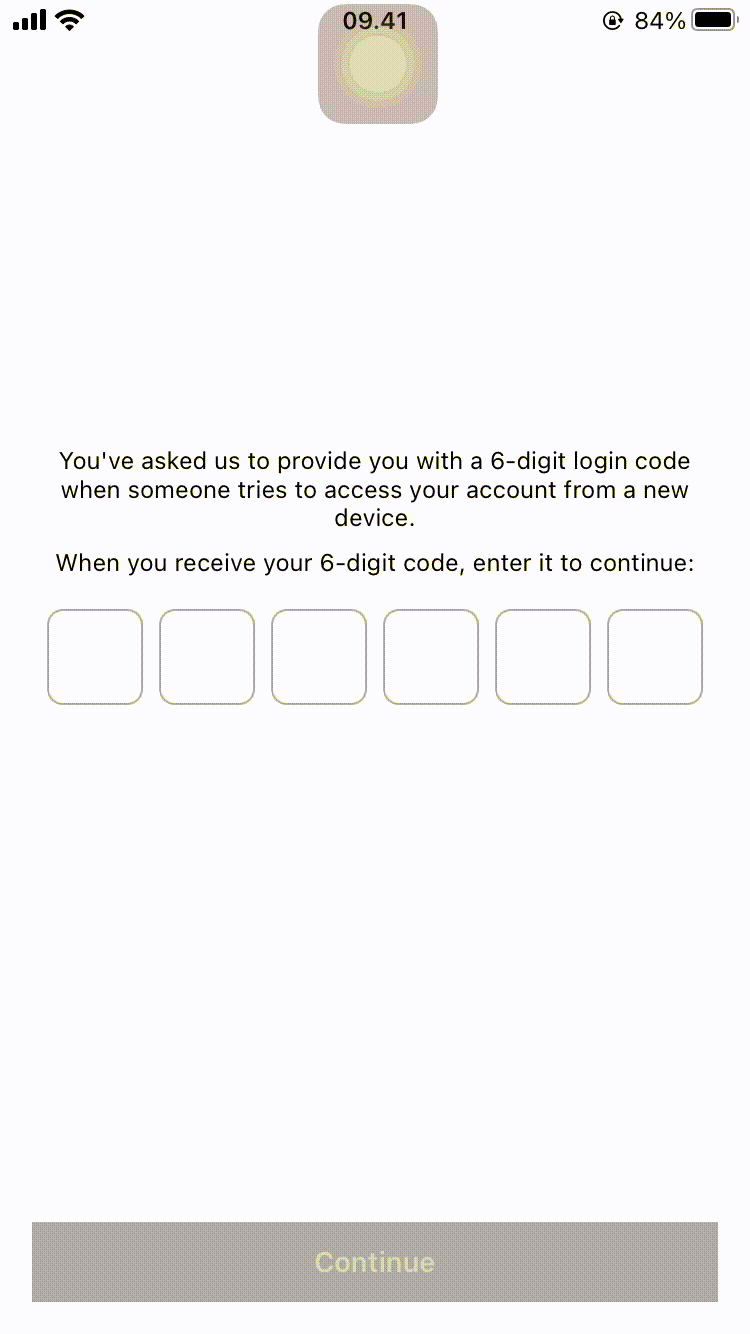 09.41
84%
You've asked us to provide you with a 6-digit login code
when someone tries to access your account from a new
device.
When you receive your 6-digit code, enter it to continue:
Continue